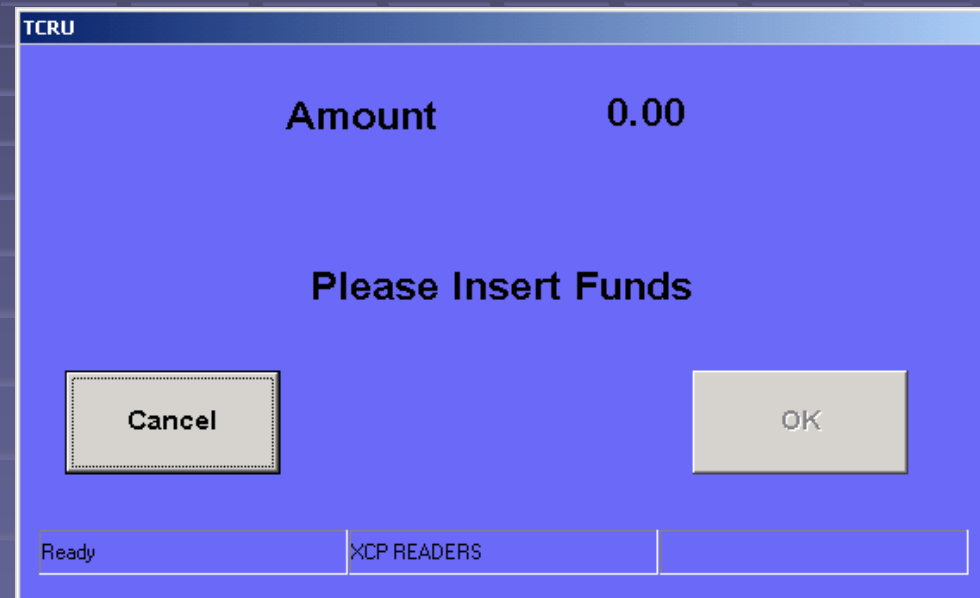 TCRU
Amount 0.00
Please Insert Funds
Cancel OK
Ready XCP READERS